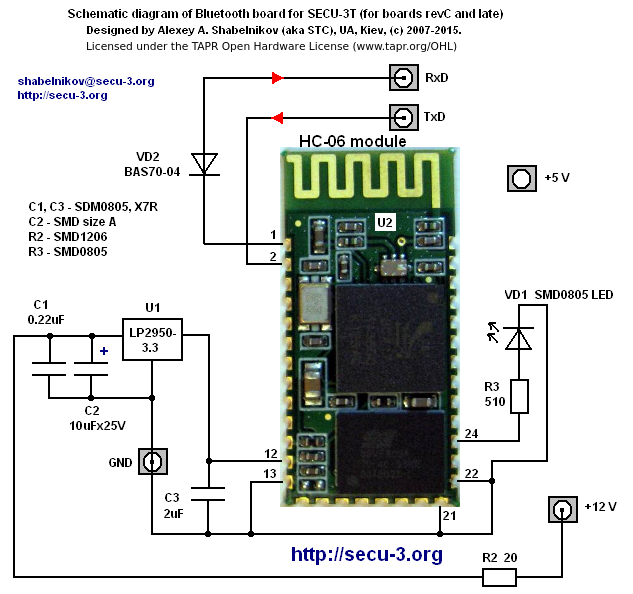 Schematic diagram of Bluetooth board for SECU-3T (for boards revC and late)
Designed by Alexey A. Shabelnikov (aka STC), UA, Kiev, (c) 2007-2015.
Licensed under the TAPR Open Hardware License (www.tapr.org/OHL)
shabelnikov@secu-3.org
http://secu-3.org
RxD
TxD
HC-06 module
VD2
BAS70-04
+5 V
C1, C3 - SDM0805, X7R
C2 - SMD size A
R2 - SMD1206
R3 - SMD0805
U2
1
2
C1
0.22uF
U1
LP2950-
3.3
+
C2
10uFx25V
VD1 SMD0805 LED
R3
510
24
12
13
22
GND
C3
2uF
21
+12 V
http://secu-3.org
R2 20